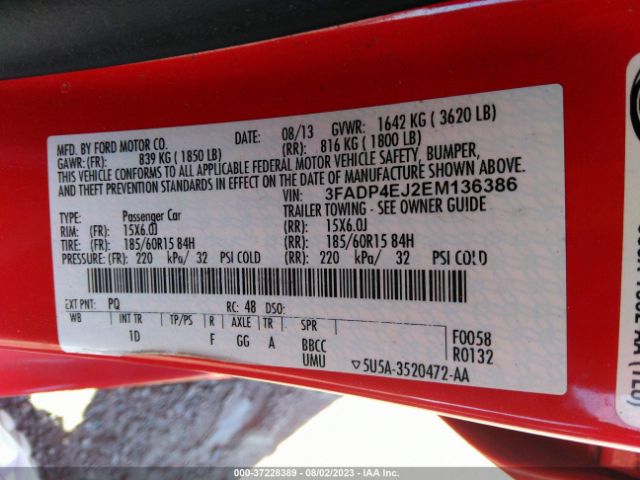 MFD. BY FORD MOTOR CO. DATE: 08/13 GVWR: 1642 KG ( 3620 LB)
GAWR: (FR): 839 KG ( 1850 LB) (RR): 816 KG ( 1800 LB)
THIS VEHICLE CONFORMS TO ALL APPLICABLE FEDERAL MOTOR VEHICLE SAFETY, BUMPER,
AND THEFT PREVENTION STANDARDS IN EFFECT ON THE DATE OF MANUFACTURE SHOWN ABOVE.
VIN: 3FADP4EJ2EM136386
TYPE: Passenger Car TRAILER TOWING - SEE OWNER GUIDE
RIM: (FR) 15X6.0J (RR): 15X6.0J
TIRE: (FR) 185/60R15 84H (RR): 185/60R15 84H
PRESSURE: (FR) 220 kPa/ 32 PSI COLD (RR): 220 kPa/ 32 PSI COLD
EXT PNT: PQ RC: 48 DSO:
WB INT TR TP/PS R AXLE TR SPR F0058
1D F GG A BBCC R0132
UMU ▽5U5A-3520472-AA
000-37228389 - 08/02/2023 - IAA Inc.